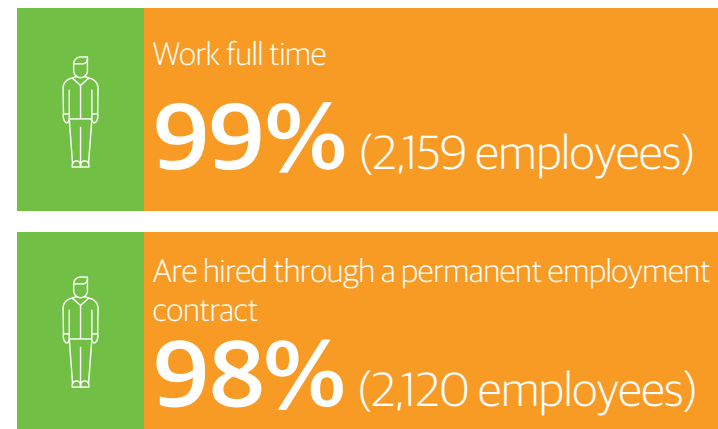 Work full time
99% (2,159 employees)
Are hired through a permanent employment
contract
98% (2,120 employees)